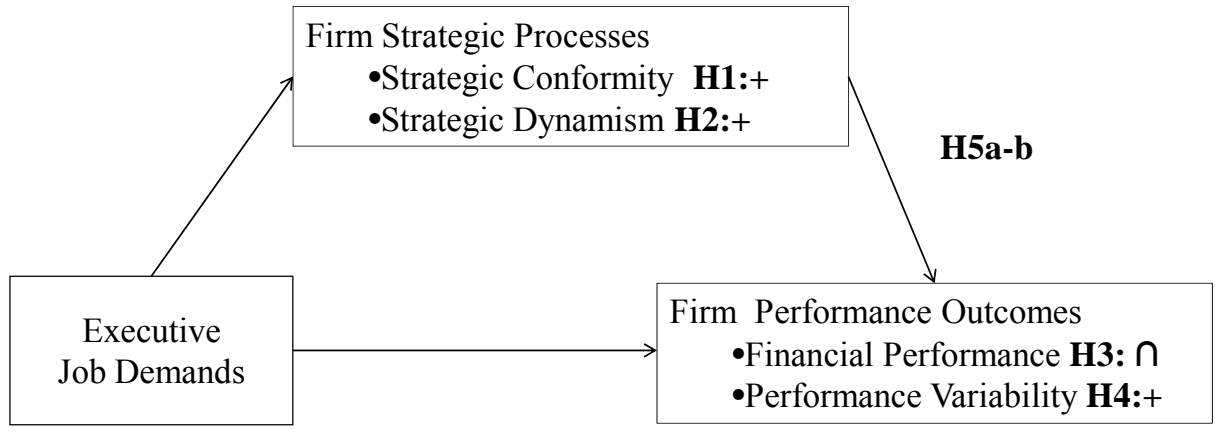 Firm Strategic Processes
•Strategic Conformity H1:+
•Strategic Dynamism H2:+
H5a-b
Executive
Job Demands
Firm Performance Outcomes
•Financial Performance H3: ∩
•Performance Variability H4:+